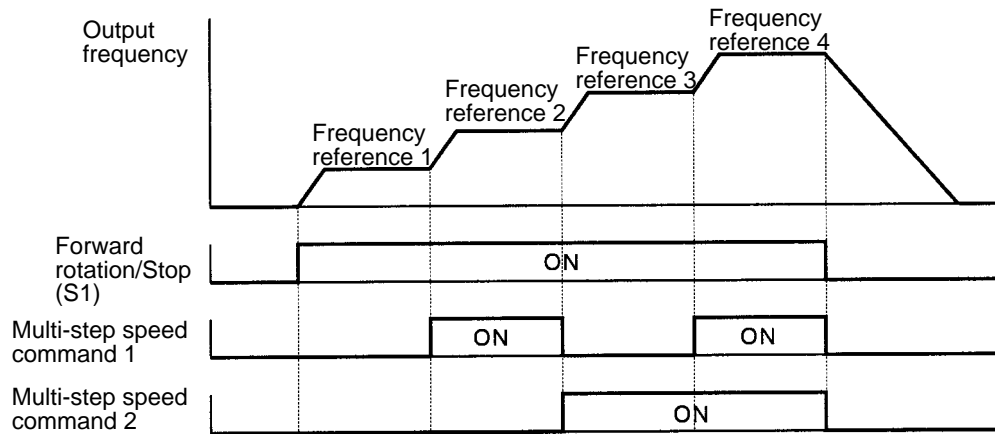 Output
frequency
Frequency
reference 1
Frequency
reference 2
Frequency
reference 3
Frequency
reference 4
Forward
rotation/Stop
(S1)
ON
Multi-step speed
command 1
ON
ON
Multi-step speed
command 2
ON